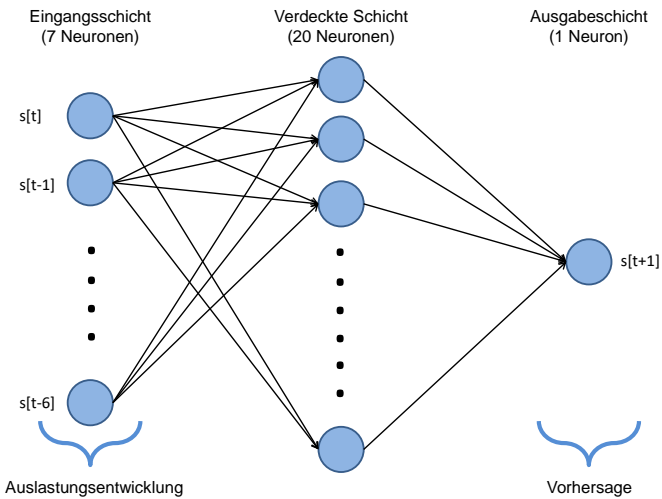 Eingangsschicht
(7 Neuronen)
Verdeckte Schicht
(20 Neuronen)
Ausgabeschicht
(1 Neuron)
s[t]
s[t-1]
s[t+1]
s[t-6]
Auslastungsentwicklung
Vorhersage